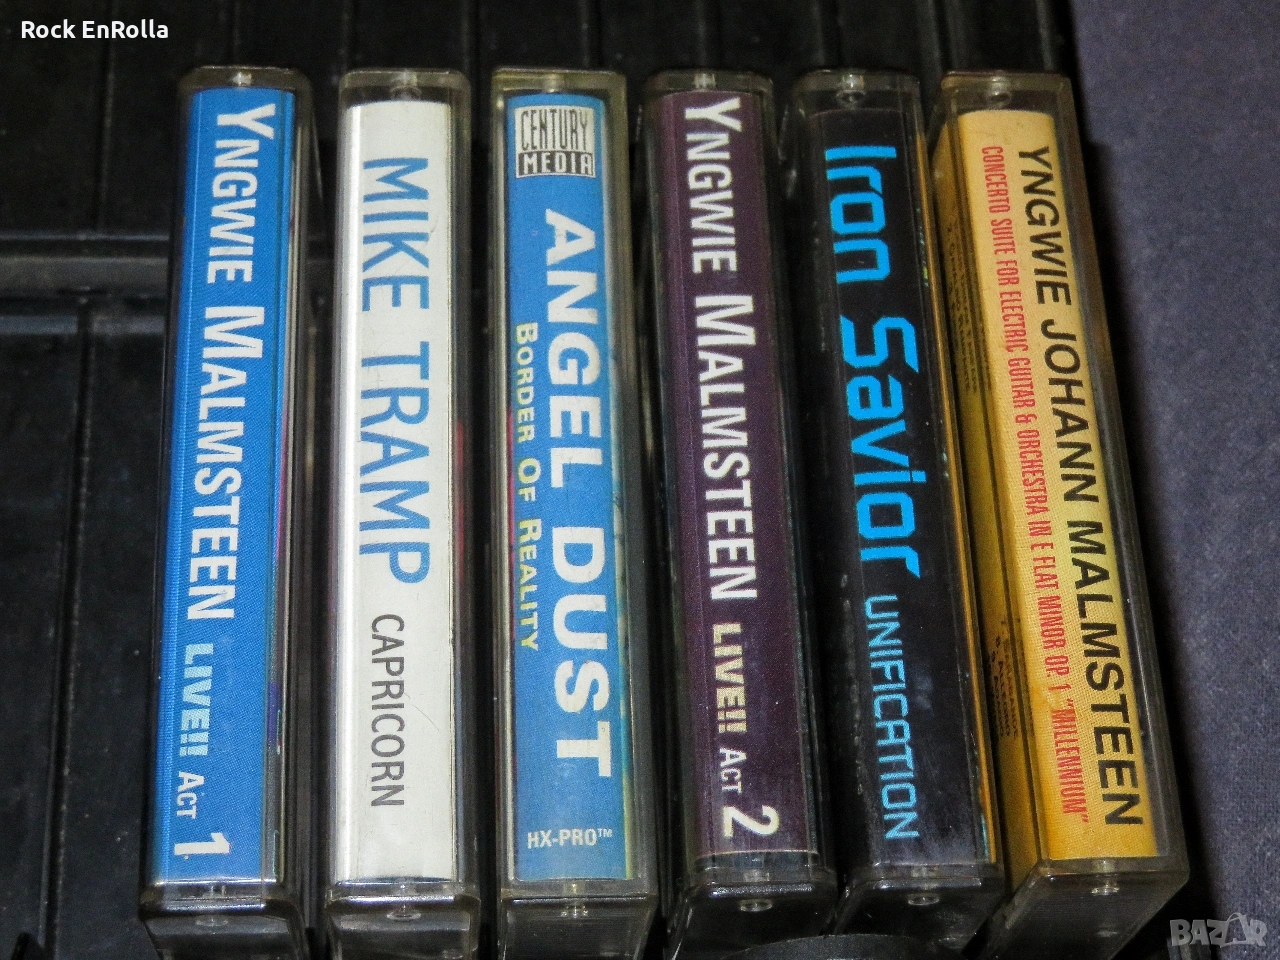 Rock EnRolla
YNGWIE MALMSTEEN LIVE!! ACT 1
MIKE TRAMP CAPRICORN
CENTURY
MEDIA
ANGEL DUST
BORDER OF REALITY
HX-PRO™
YNGWIE MALMSTEEN LIVE!! ACT 2
Iron Savior UNIFICATION
YNGWIE JOHANN MALMSTEEN
CONCERTO SUITE FOR ELECTRIC GUITAR & ORCHESTRA IN E FLAT MINOR OP. 1 "MILLENNIUM"
BAZAR